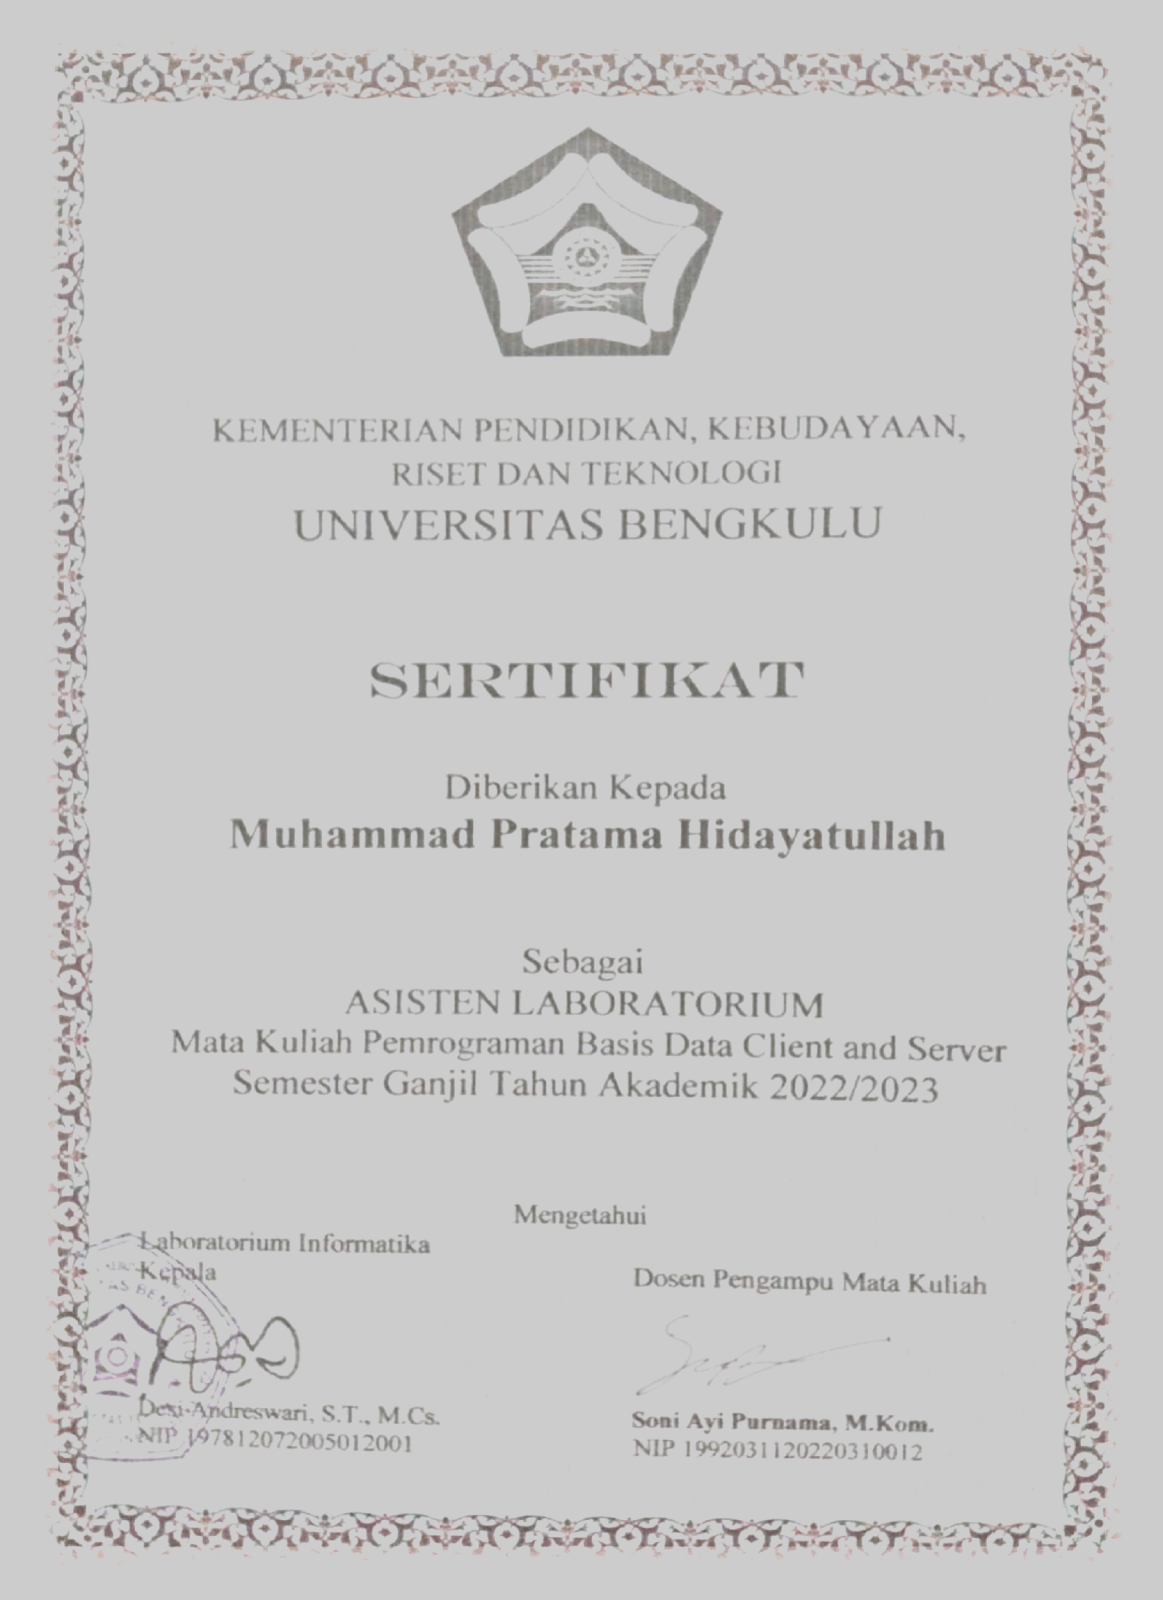 KEMENTERIAN PENDIDIKAN, KEBUDAYAAN,
RISET DAN TEKNOLOGI
UNIVERSITAS BENGKULU
SERTIFIKAT
Diberikan Kepada
Muhammad Pratama Hidayatullah
Sebagai
ASISTEN LABORATORIUM
Mata Kuliah Pemrograman Basis Data Client and Server
Semester Ganjil Tahun Akademik 2022/2023
Mengetahui
Laboratorium Informatika
Kepala
Desi Andreswari, S.T., M.Cs.
NIP 197812072005012001
Dosen Pengampu Mata Kuliah
Soni Ayi Purnama, M.Kom.
NIP 1992031120220310012